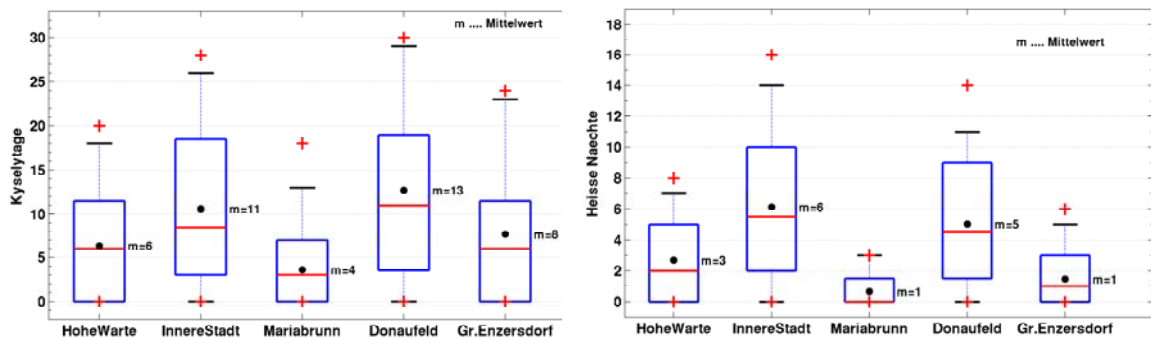 m .... Mittelwert
30
25
20
15
10
5
0
Kyselytage
m=6
m=11
m=4
m=13
m=8
HoheWarte InnereStadt Mariabrunn Donaufeld Gr.Enzersdorf
18
16
14
12
10
8
6
4
2
0
Heisse Naechte
m .... Mittelwert
m=3
m=6
m=1
m=5
m=1
HoheWarte InnereStadt Mariabrunn Donaufeld Gr.Enzersdorf